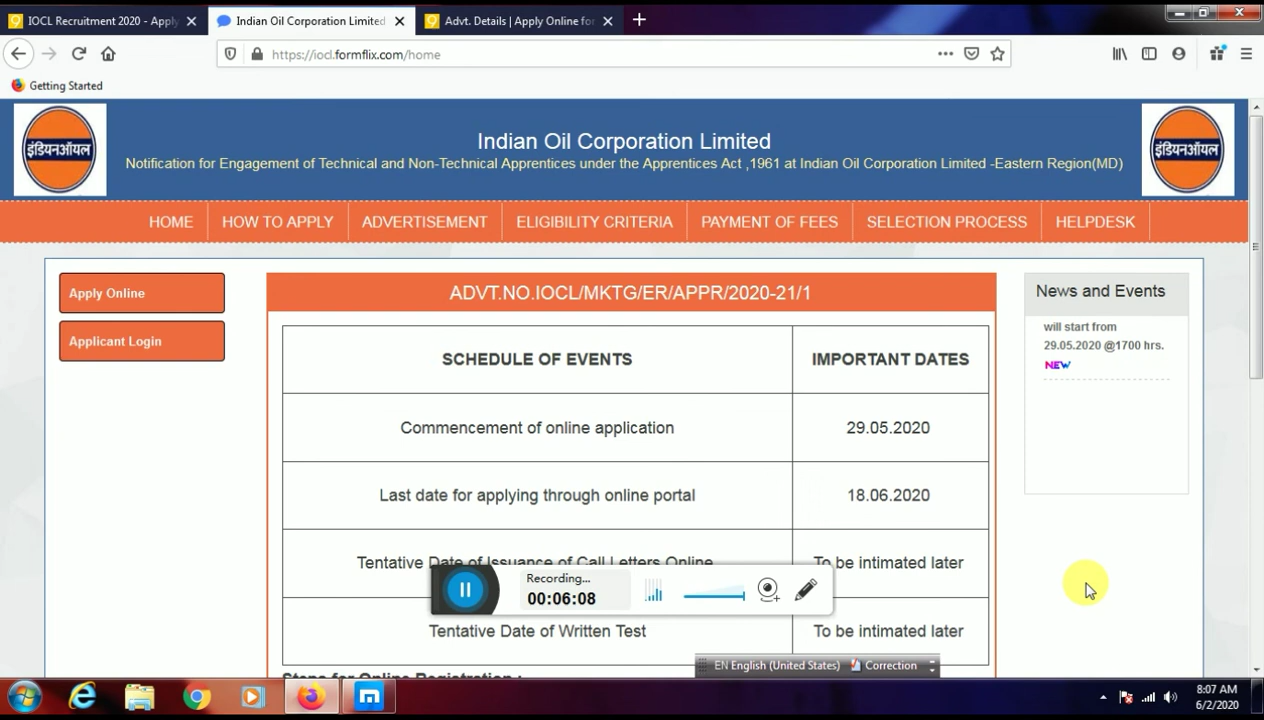 IOCL Recruitment 2020 - Apply
Indian Oil Corporation Limited
Advt. Details | Apply Online for
https://iocl.formflix.com/home
Getting Started
इंडियनऑयल
Indian Oil Corporation Limited
Notification for Engagement of Technical and Non-Technical Apprentices under the Apprentices Act ,1961 at Indian Oil Corporation Limited -Eastern Region(MD)
इंडियनऑयल
HOME
HOW TO APPLY
ADVERTISEMENT
ELIGIBILITY CRITERIA
PAYMENT OF FEES
SELECTION PROCESS
HELPDESK
Apply Online
Applicant Login
ADVT.NO.IOCL/MKTG/ER/APPR/2020-21/1
SCHEDULE OF EVENTS IMPORTANT DATES
Commencement of online application 29.05.2020
Last date for applying through online portal 18.06.2020
Tentative Date of Issuance of Call Letters Online To be intimated later
Tentative Date of Written Test To be intimated later
Steps for Online Registration :
News and Events
will start from
29.05.2020 @1700 hrs.
NEW
Recording...
00:06:08
EN English (United States) Correction
8:07 AM
6/2/2020